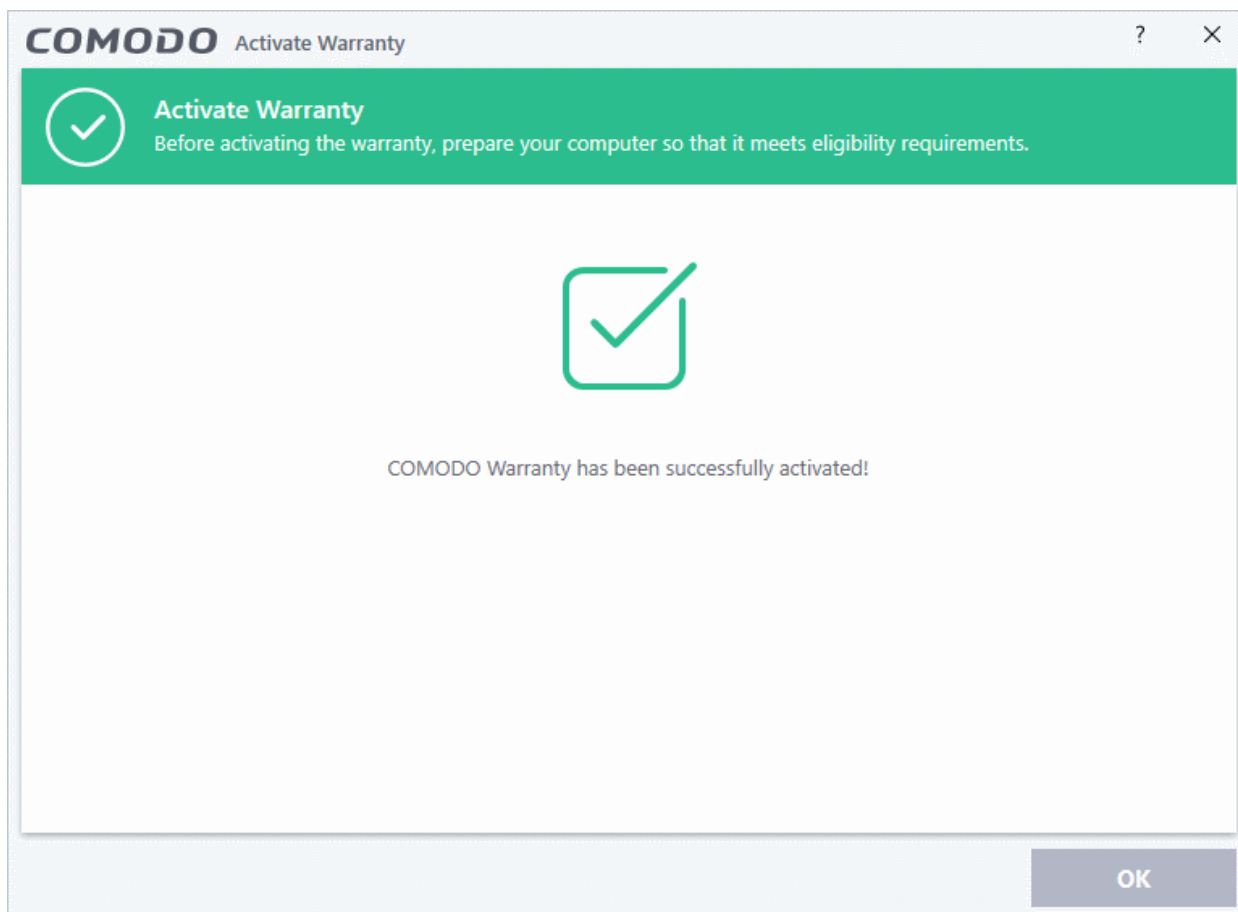 COMODO Activate Warranty ?
Activate Warranty
Before activating the warranty, prepare your computer so that it meets eligibility requirements.
COMODO Warranty has been successfully activated!
OK